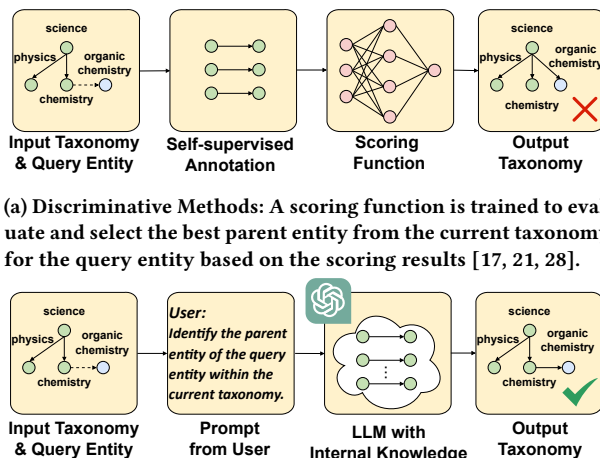 science
physics
organic
chemistry
chemistry
Input Taxonomy
& Query Entity
Self-supervised
Annotation
Scoring
Function
science
physics
organic
chemistry
chemistry
Output
Taxonomy
(a) Discriminative Methods: A scoring function is trained to eval
uate and select the best parent entity from the current taxonomy
for the query entity based on the scoring results [17, 21, 28].
science
physics
organic
chemistry
chemistry
Input Taxonomy
& Query Entity
User:
Identify the parent
entity of the query
entity within the
current taxonomy.
Prompt
from User
LLM with
Internal Knowledge
science
physics
organic
chemistry
chemistry
Output
Taxonomy